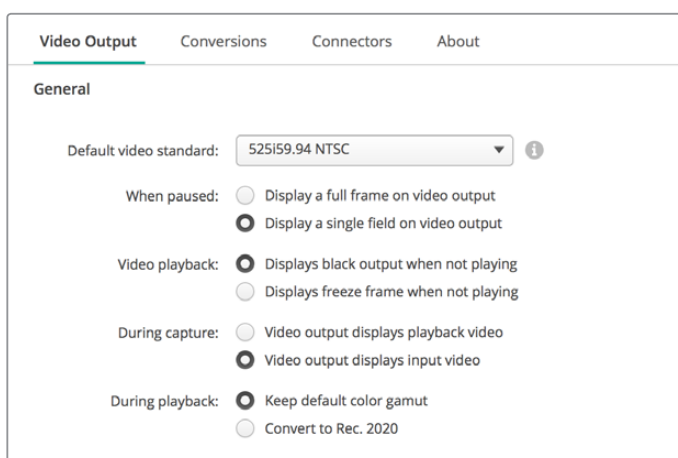 Video Output Conversions Connectors About
General
Default video standard: 525i59.94 NTSC
When paused: Display a full frame on video output
Display a single field on video output
Video playback: Displays black output when not playing
Displays freeze frame when not playing
During capture: Video output displays playback video
Video output displays input video
During playback: Keep default color gamut
Convert to Rec. 2020